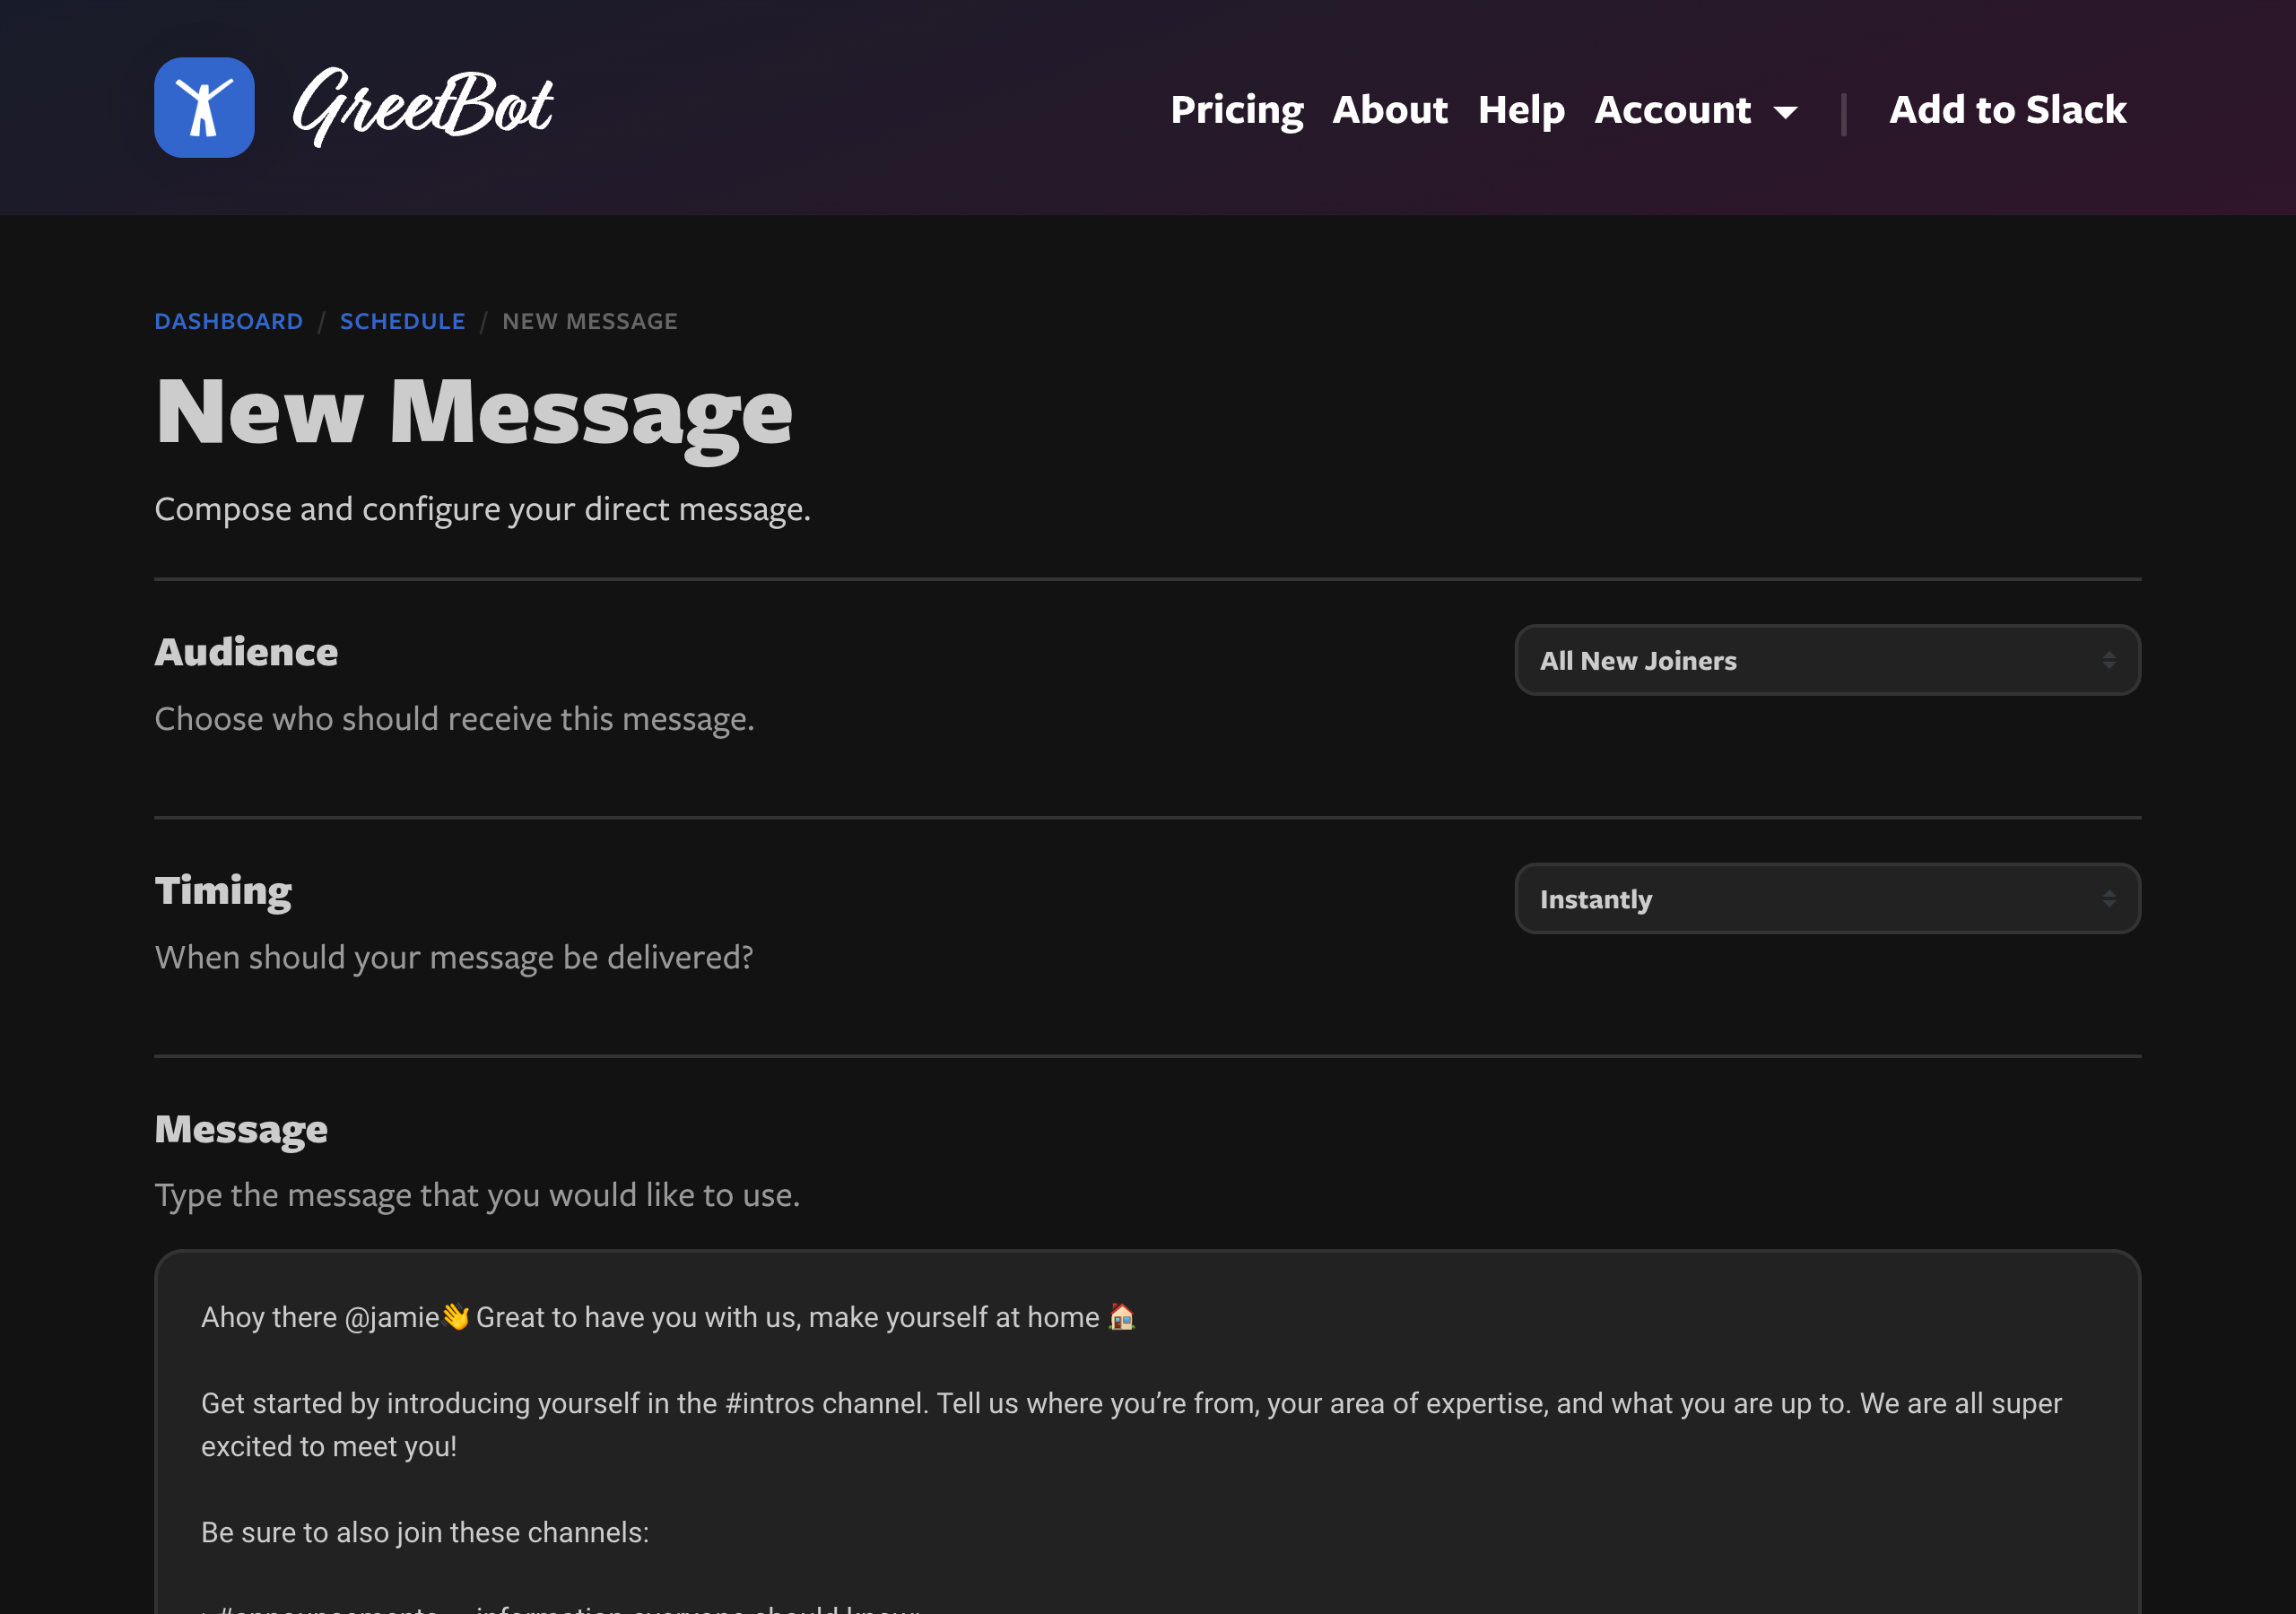 GreetBot
Pricing About Help Account Add to Slack
DASHBOARD / SCHEDULE / NEW MESSAGE
New Message
Compose and configure your direct message.
Audience
All New Joiners
Choose who should receive this message.
Timing
Instantly
When should your message be delivered?
Message
Type the message that you would like to use.
Ahoy there @jamie👋 Great to have you with us, make yourself at home 🏠
Get started by introducing yourself in the #intros channel. Tell us where you’re from, your area of expertise, and what you are up to. We are all super
excited to meet you!
Be sure to also join these channels:
#announcements – information everyone should know